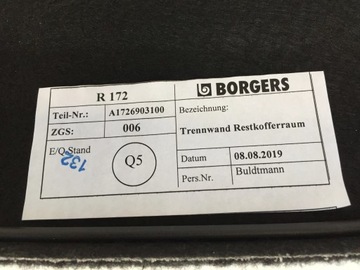 R 172
BORGERS
Teil-Nr.: A1726903100
Bezeichnung:
ZGS: 006
Trennwand Restkofferraum
E/Q Stand
132
Q5
Datum 08.08.2019
Pers.Nr. Buldtmann